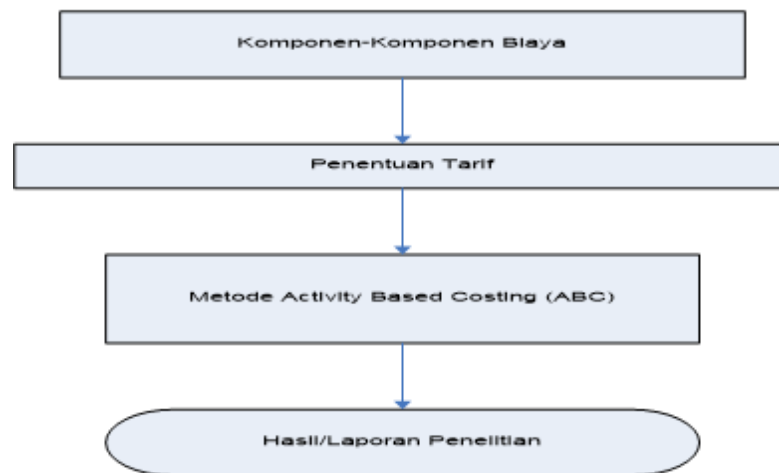 Komponen-Komponen Biaya
Penentuan Tarif
Metode Activity Based Costing (ABC)
Hasil/Laporan Penelitian